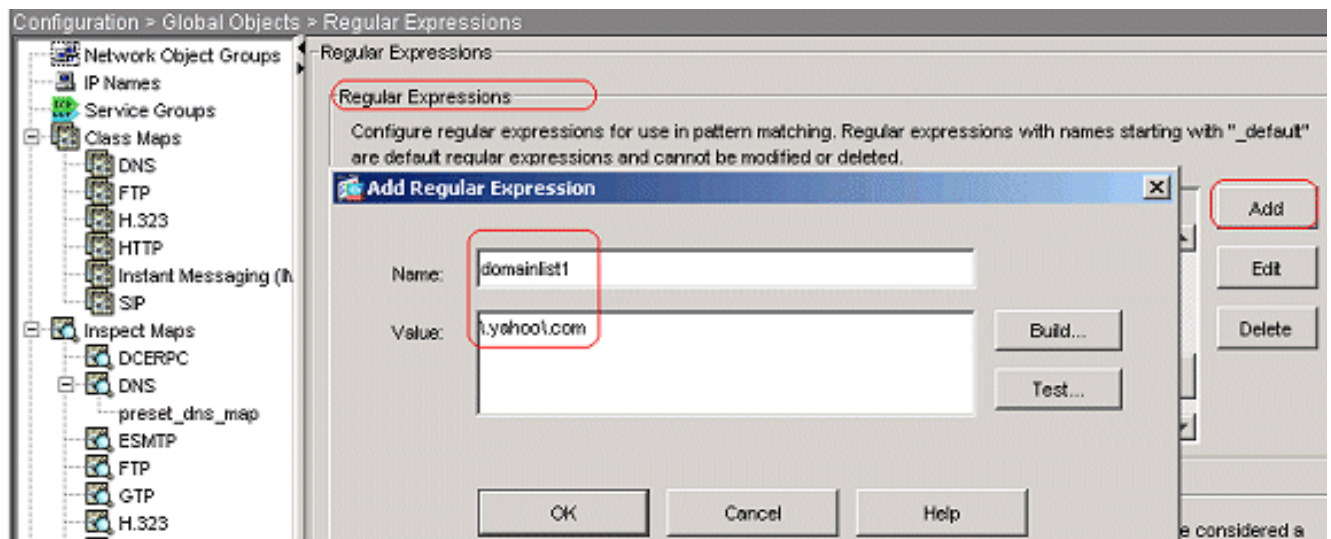 Configuration > Global Objects > Regular Expressions
Network Object Groups
IP Names
Service Groups
Class Maps
DNS
FTP
H.323
HTTP
Instant Messaging (IM
SIP
Inspect Maps
DCERPC
DNS
preset_dns_map
ESMTP
FTP
GTP
H.323
Regular Expressions
Regular Expressions
Configure regular expressions for use in pattern matching. Regular expressions with names starting with "_default"
are default regular expressions and cannot be modified or deleted.
Add Regular Expression
Name:
domainlist1
Value:
\.yahoo\.com
Build...
Test...
OK
Cancel
Help
Add
Edit
Delete
e considered a